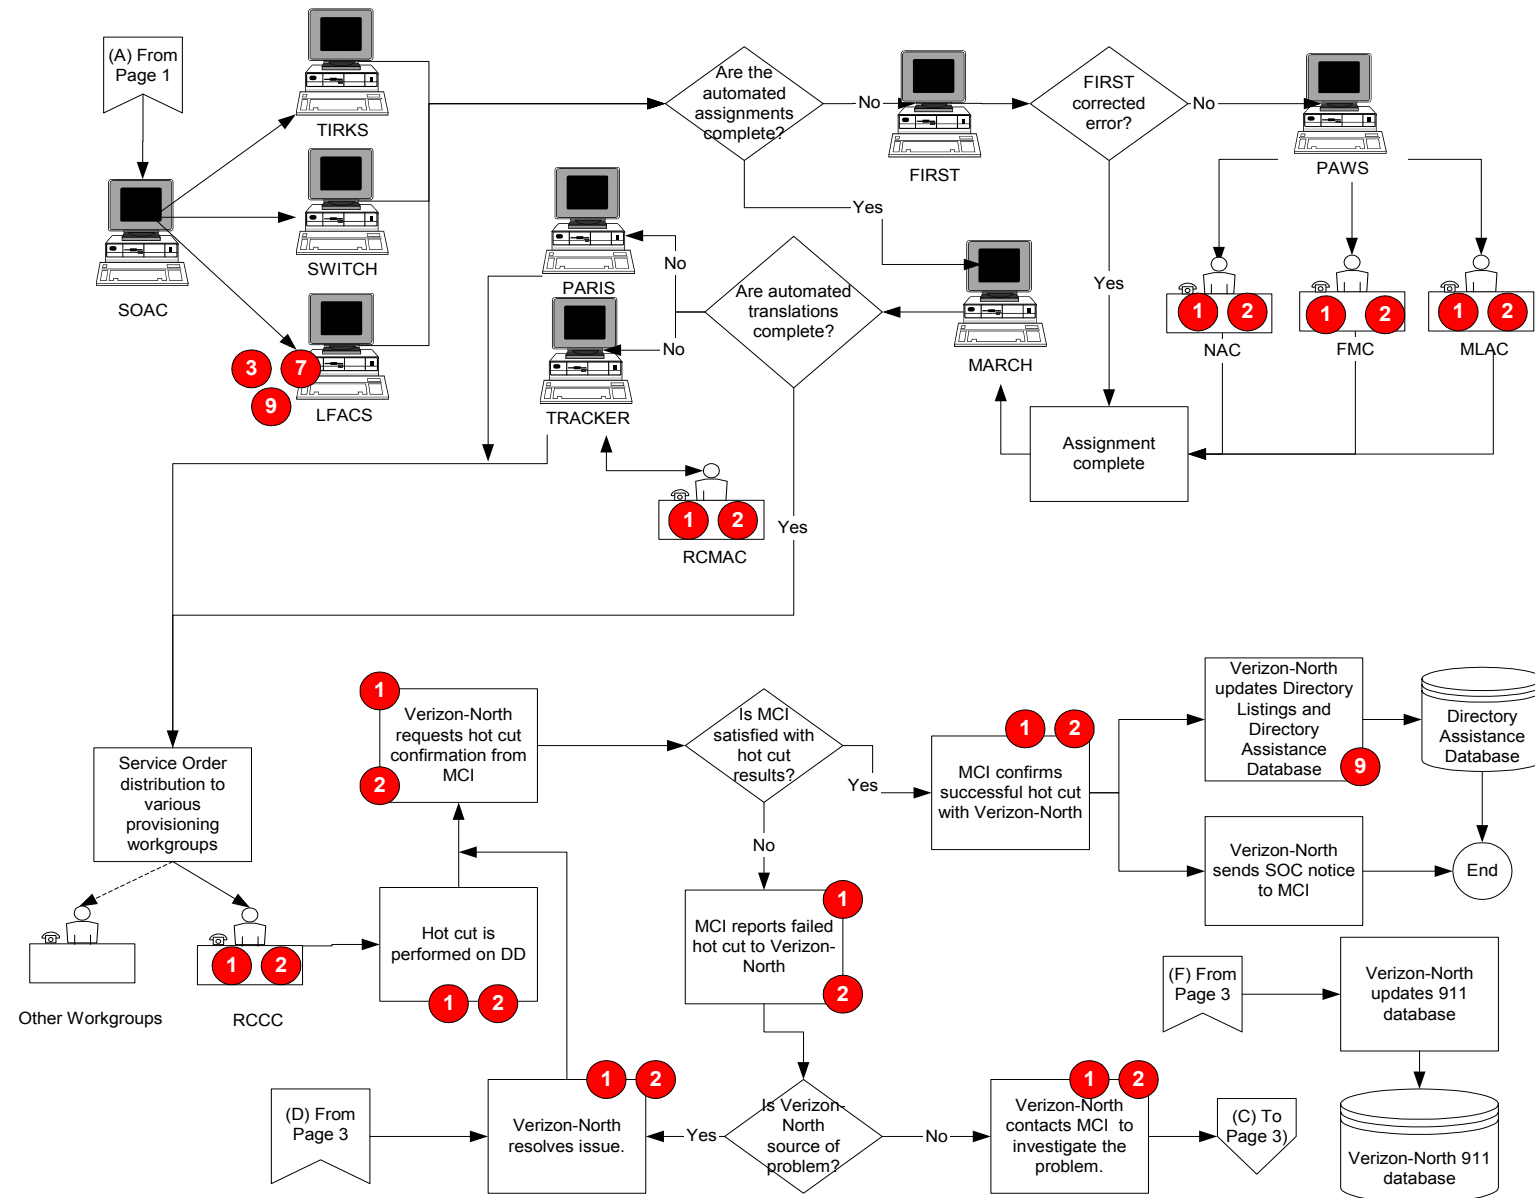 (A) From
Page 1
TIRKS
SWITCH
SOAC
3
7
9
LFACS
Are the
automated
assignments
complete?
No
FIRST
FIRST
corrected
error?
No
PAWS
Yes
Yes
PARIS
No
Are automated
translations
complete?
MARCH
No
TRACKER
1
2
NAC
1
2
FMC
1
2
MLAC
Assignment
complete
1
2
RCMAC
Yes
1
Verizon-North
requests hot cut
confirmation from
MCI
2
Is MCI
satisfied with
hot cut
results?
Yes
1
2
MCI confirms
successful hot cut
with Verizon-North
Verizon-North
updates Directory
Listings and
Directory
Assistance
Database
9
Directory
Assistance
Database
Service Order
distribution to
various
provisioning
workgroups
No
Verizon-North
sends SOC notice
to MCI
End
Other Workgroups
1
2
RCCC
Hot cut is
performed on DD
1
2
1
MCI reports failed
hot cut to Verizon-
North
2
(F) From
Page 3
Verizon-North
updates 911
database
(D) From
Page 3
1
2
Verizon-North
resolves issue.
Yes
Is Verizon-
North
source of
problem?
No
1
2
Verizon-North
contacts MCI to
investigate the
problem.
(C) To
Page 3)
Verizon-North 911
database